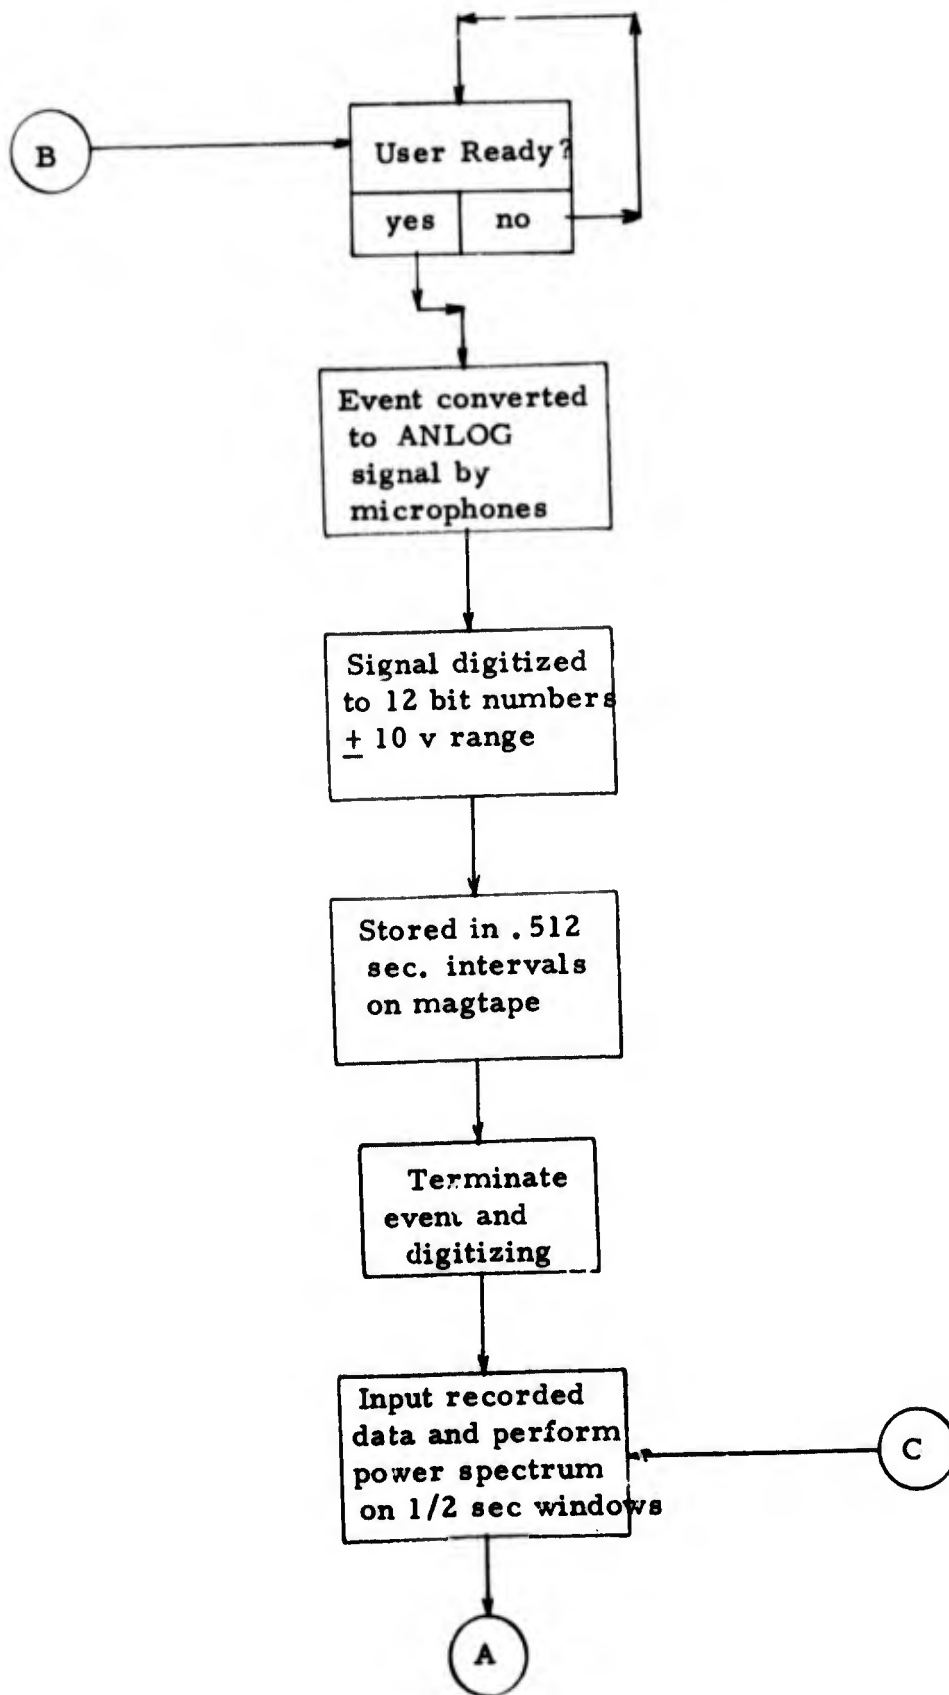 B
User Ready?
yes no
Event converted
to ANLOG
signal by
microphones
Signal digitized
to 12 bit numbers
± 10 v range
Stored in .512
sec. intervals
on magtape
Terminate
event and
digitizing
Input recorded
data and perform
power spectrum
on 1/2 sec windows
C
A